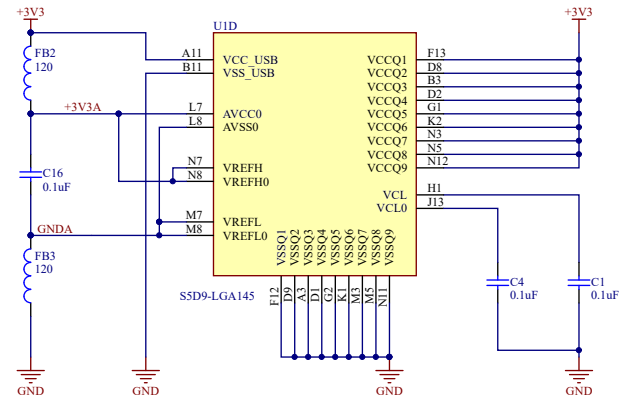 +3V3
U1D
+3V3
FB2
120
A11
VCC_USB
B11
VSS_USB
+3V3A
L7
AVCC0
L8
AVSS0
N7
VREFH
N8
VREFH0
C16
0.1uF
M7
VREFL
GNDA
M8
VREFL0
FB3
120
VCCQ1
F13
VCCQ2
D8
VCCQ3
B3
VCCQ4
D2
VCCQ5
G1
VCCQ6
K2
VCCQ7
N3
VCCQ8
N5
VCCQ9
N12
VCL
H1
VCL0
J13
VSSQ1
VSSQ2
VSSQ3
VSSQ4
VSSQ5
VSSQ6
VSSQ7
VSSQ8
VSSQ9
S5D9-LGA145
F12
D9
A3
D1
G2
K1
M3
M5
N11
C4
0.1uF
C1
0.1uF
GND
GND
GND
GND